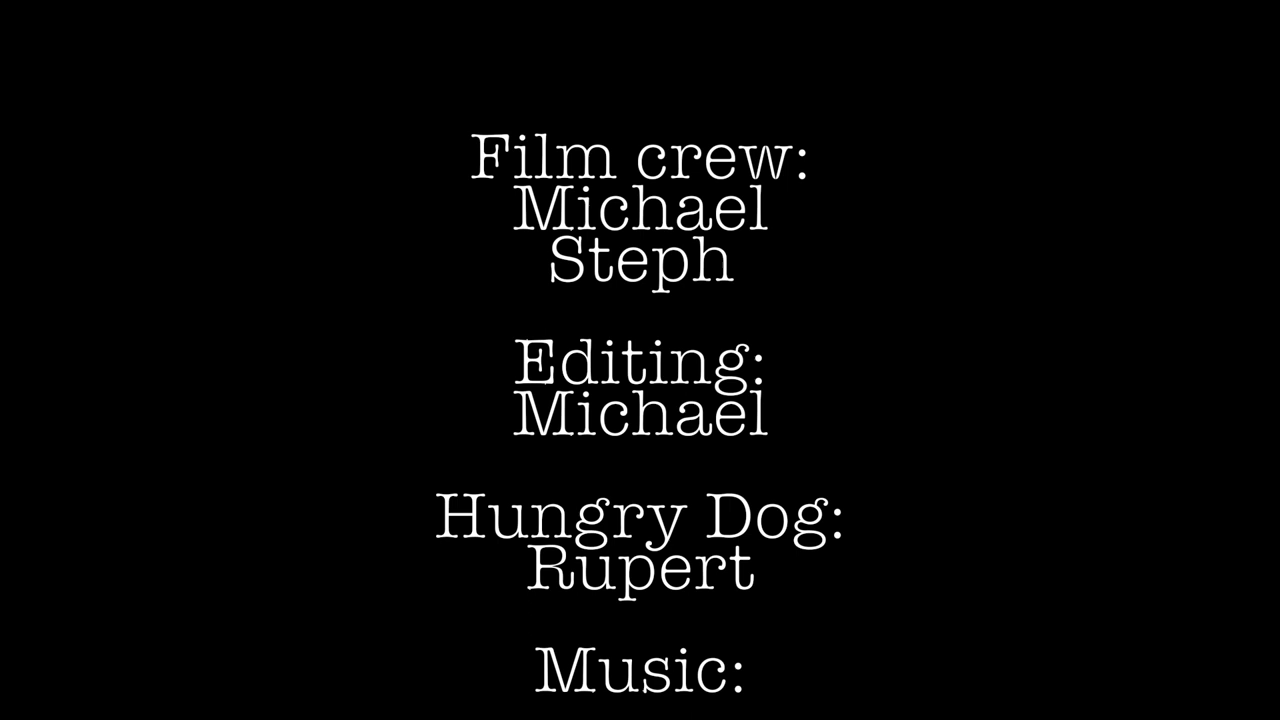 Film crew:
Michael
Steph
Editing:
Michael
Hungry Dog:
Rupert
Music: